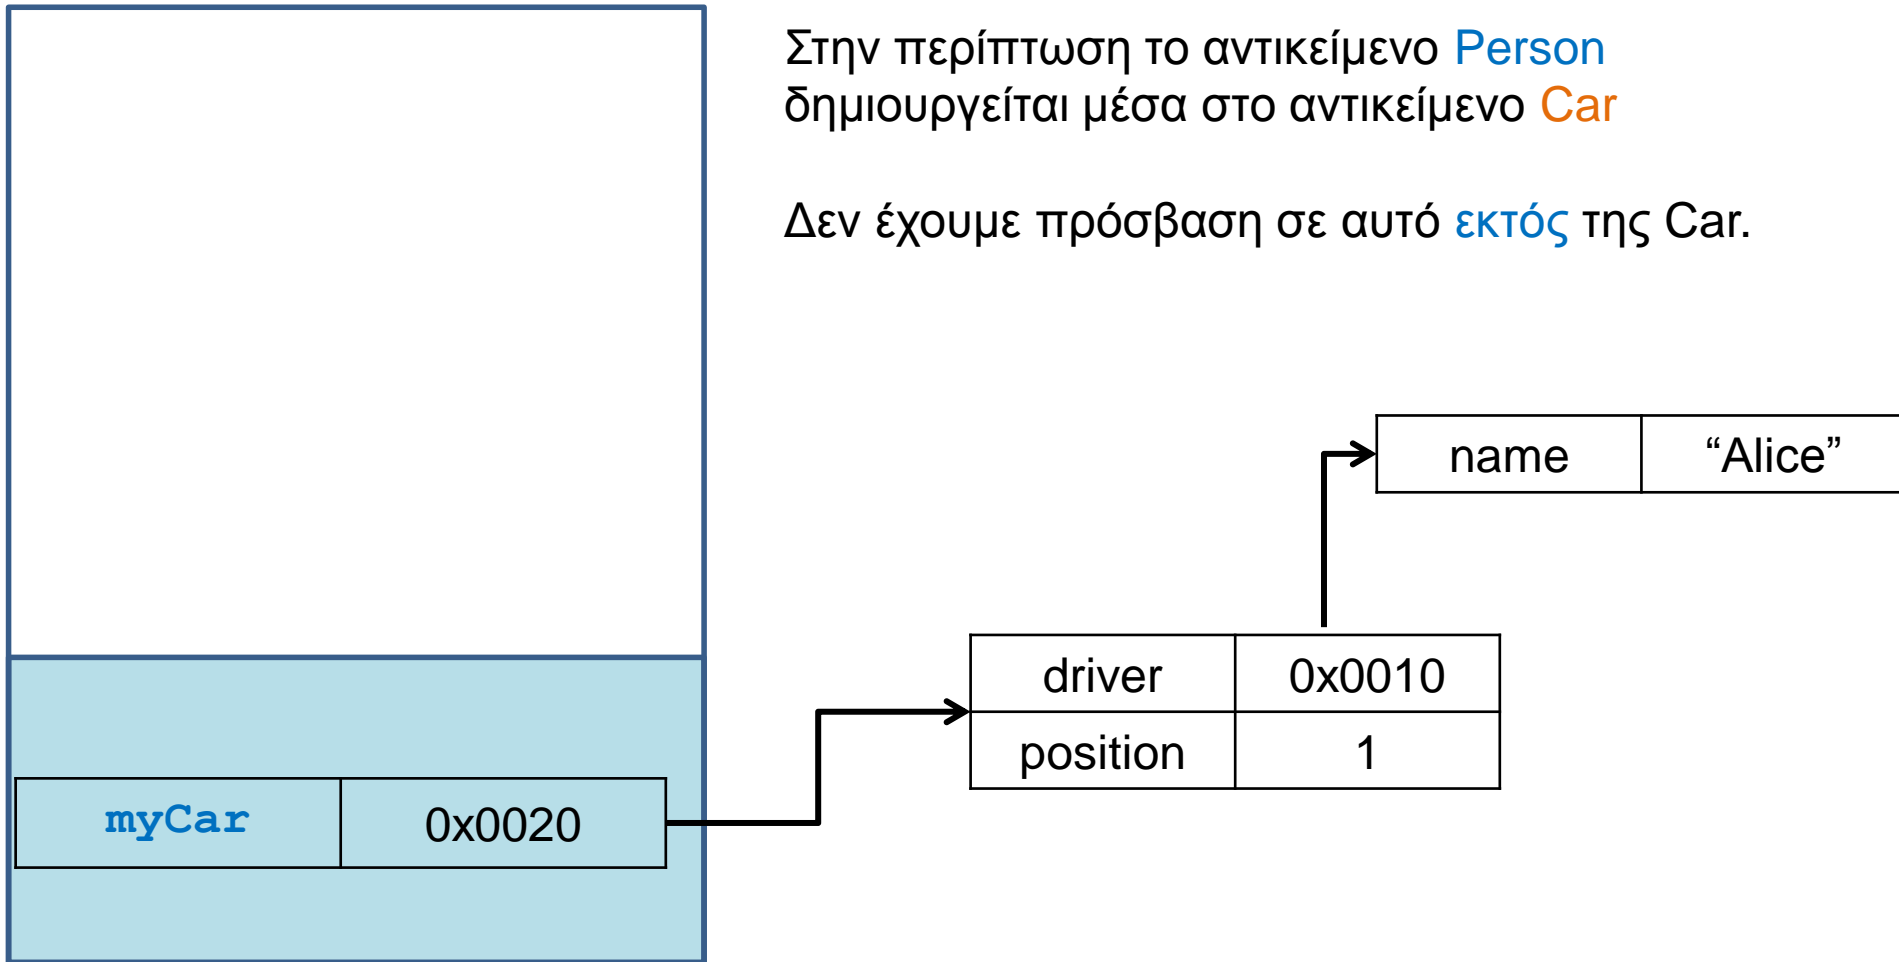 Στην περίπτωση το αντικείμενο Person
δημιουργείται μέσα στο αντικείμενο Car
Δεν έχουμε πρόσβαση σε αυτό εκτός της Car.
name “Alice”
driver 0x0010
position 1
myCar 0x0020